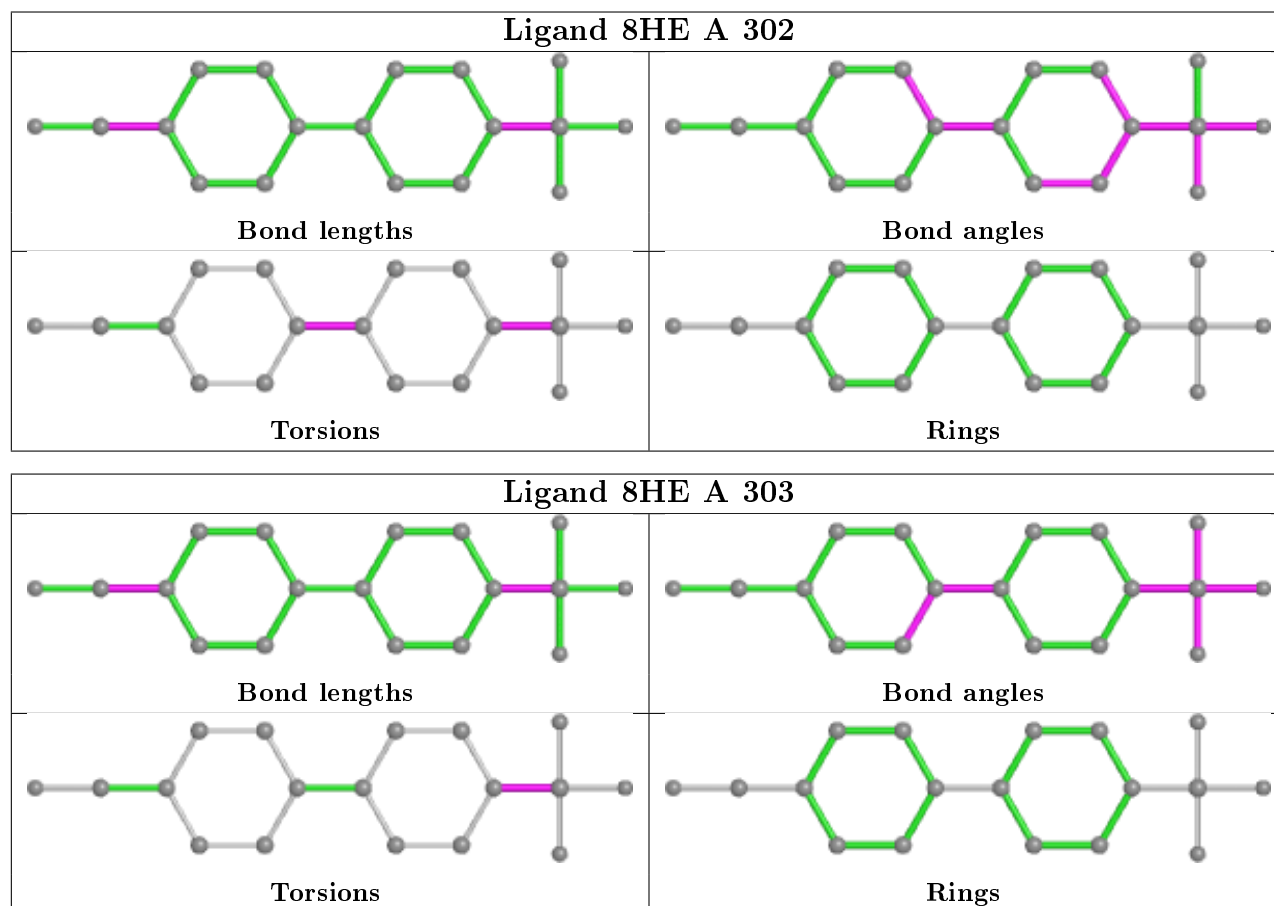 Ligand 8HE A 302
Bond lengths
Bond angles
Torsions
Rings
Ligand 8HE A 303
Bond lengths
Bond angles
Torsions
Rings